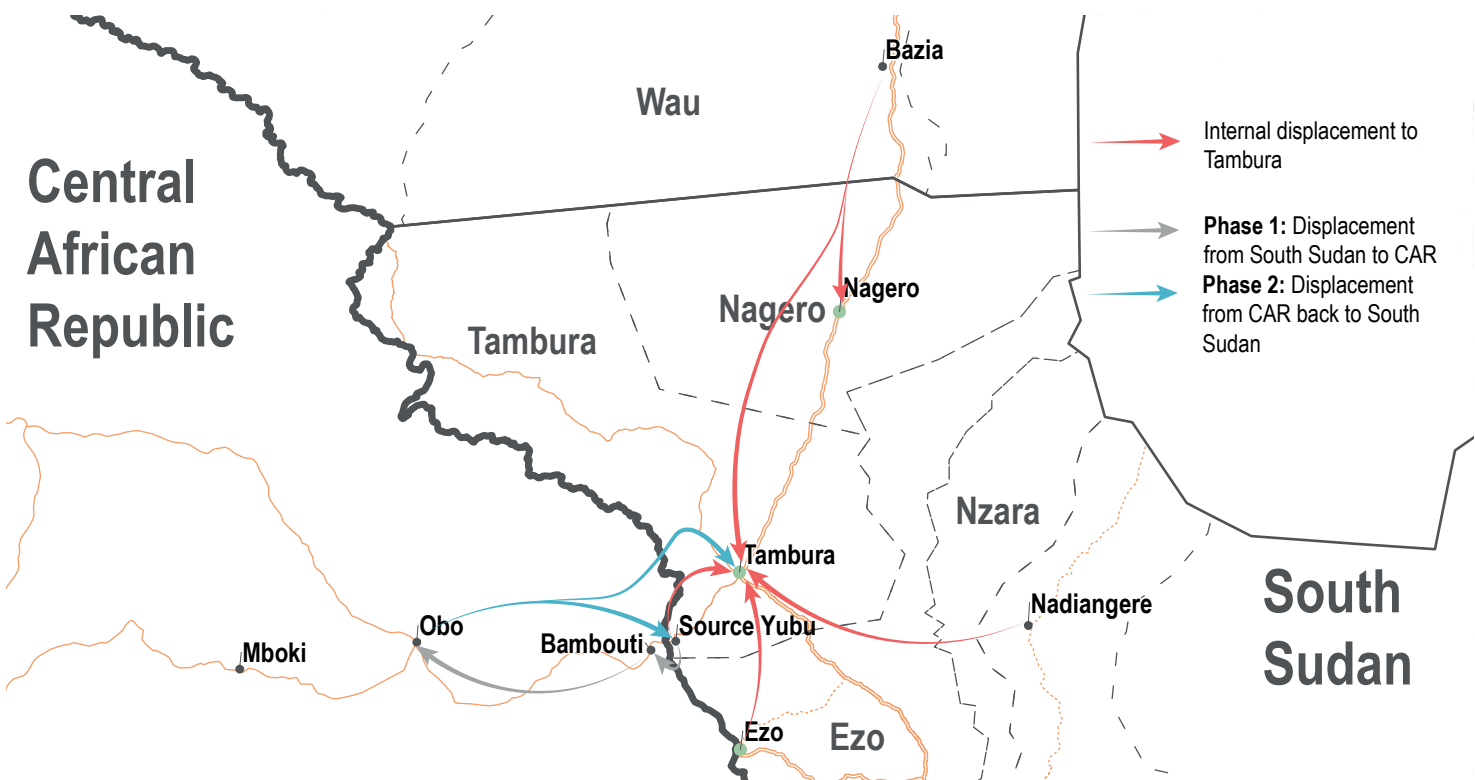 Bazia
Wau
Internal displacement to
Tambura
Central
African
Republic
Phase 1: Displacement
from South Sudan to CAR
Phase 2: Displacement
from CAR back to South
Sudan
Nagero
Nagero
Tambura
Nzara
Tambura
South
Sudan
Nadiangere
Obo
Source Yubu
Bambouti
Mboki
Ezo
Ezo